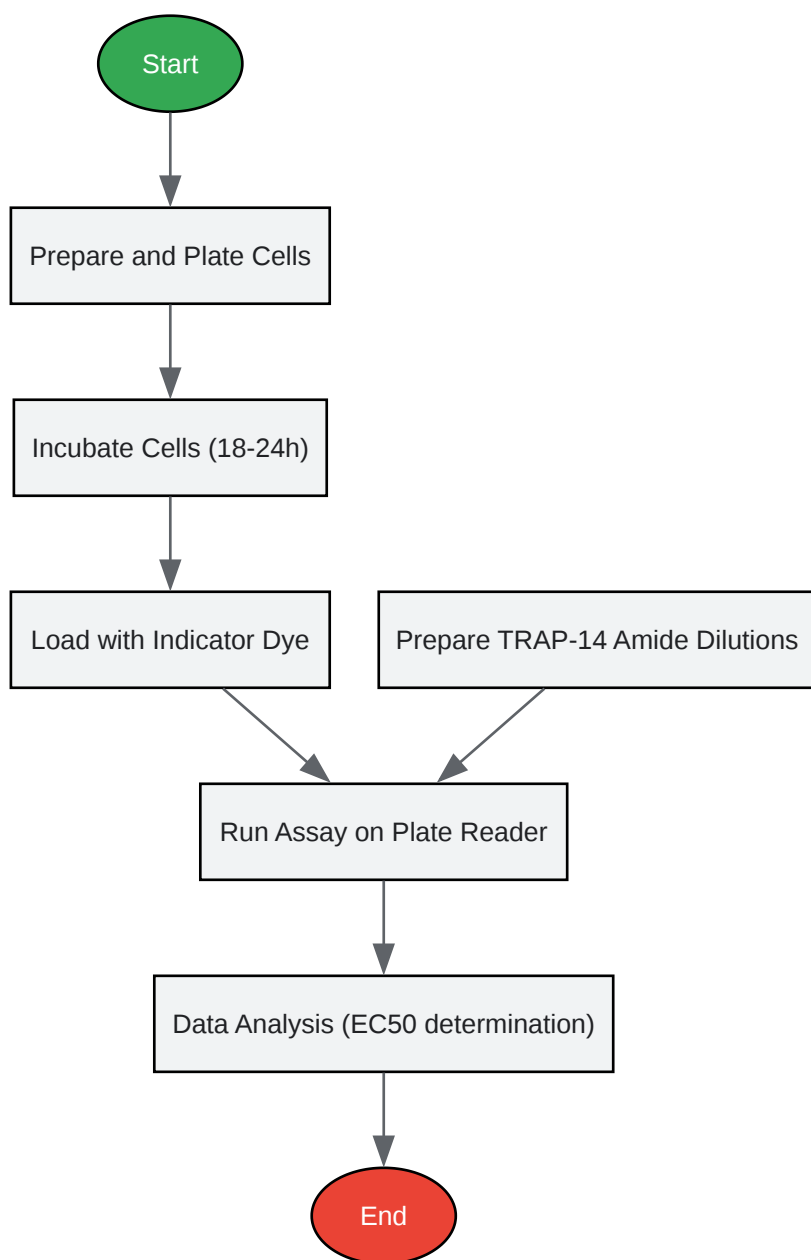 Start
Prepare and Plate Cells
Incubate Cells (18-24h)
Load with Indicator Dye
Prepare TRAP-14 Amide Dilutions
Run Assay on Plate Reader
Data Analysis (EC50 determination)
End